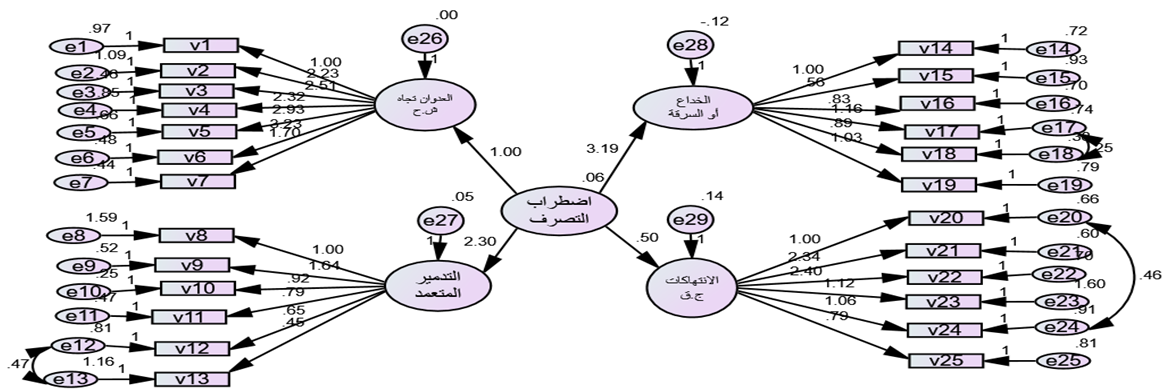 .00
e26
1
-.12
e28
1
.97
e1
1
v1
1.09
e2
1
v2
.46
e3
1
v3
.85
e4
1
v4
.66
e5
1
v5
.48
e6
1
v6
.44
e7
1
v7
1.00
2.23
2.51
2.32
2.93
3.23
1.70
العدوان تجاه
ش.ح
الخداع
أو السرقة
1.00
.56
.83
1.16
.89
1.03
v14
1
e14
.72
v15
1
e15
.93
v16
1
e16
.70
v17
1
e17
.74
v18
1
e18
.25
v19
1
e19
.79
1.00
3.19
.06
اضطراب
التصرف
2.30
.50
.05
e27
1
.14
e29
1
1.59
e8
1
v8
.52
e9
1
v9
.25
e10
1
v10
.47
e11
1
v11
.81
e12
1
v12
1.16
e13
1
v13
.47
1.00
1.64
.92
.79
.65
.45
التدمير
المتعمد
الانتهاكات
ج.ق
1.00
2.34
2.40
1.12
1.06
.79
v20
1
e20
.66
v21
1
e21
.60
v22
1
e22
.70
v23
1
e23
1.60
v24
1
e24
.91
v25
1
e25
.81
.46